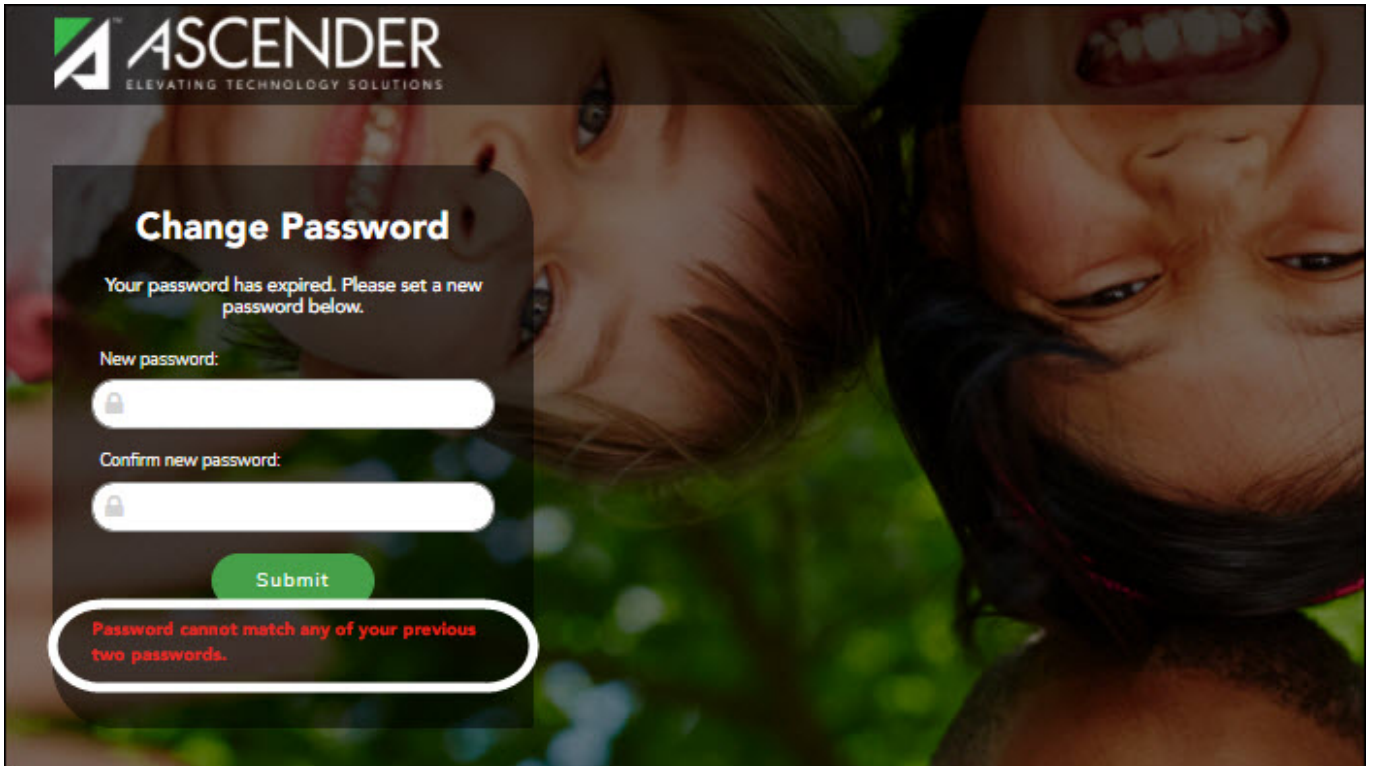 ASCENDER
ELEVATING TECHNOLOGY SOLUTIONS
Change Password
Your password has expired. Please set a new
password below.
New password:
Confirm new password:
Submit
Password cannot match any of your previous
two passwords.